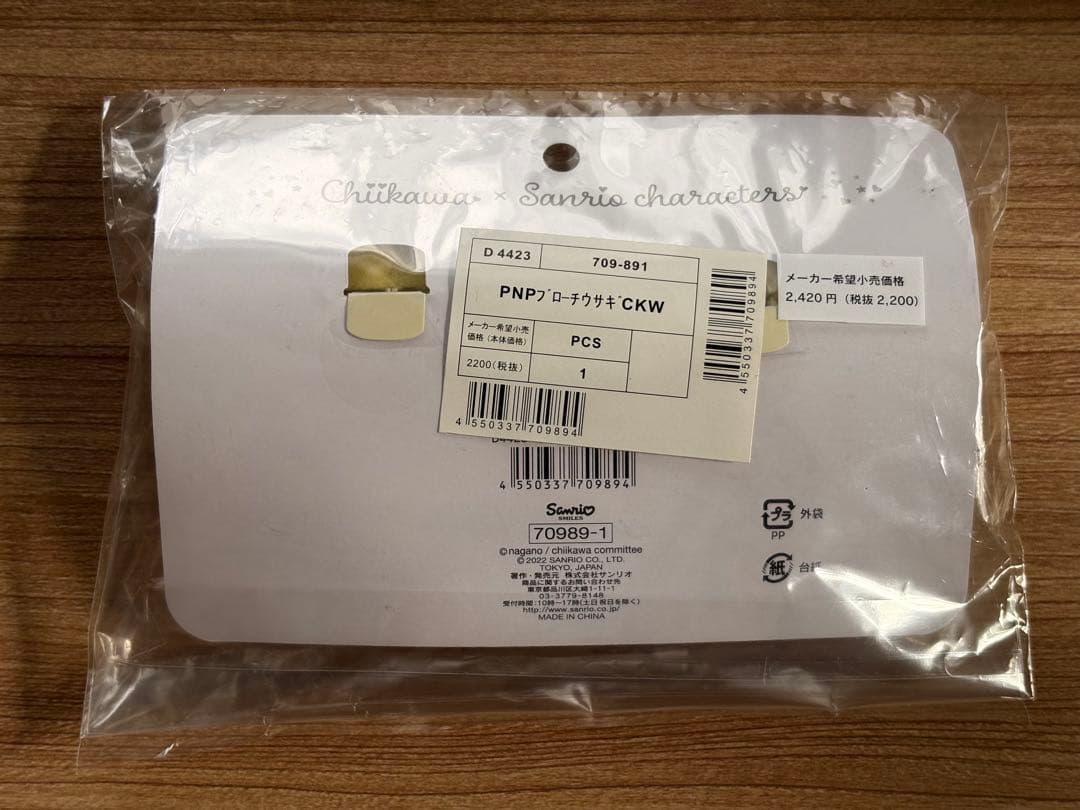 Chiikawa × Sanrio characters
D 4423
709-891
PNPブローチウサギCKW
メーカー希望小売
価格(本体価格)
PCS
2200(税抜)
1
4 550337 709894
4 550337 709894
メーカー希望小売価格
2,420円（税抜2,200）
4 550337 709894
Sanrio
SMILES
70989-1
©nagano / chiikawa committee
©2022 SANRIO CO., LTD.
TOKYO, JAPAN
著作・発売元 株式会社サンリオ
商品に関するお問い合わせ先
東京都品川区大崎1-11-1
03-3779-8148
受付時間:10時〜17時(土日祝日を除く)
http://www.sanrio.co.jp/
MADE IN CHINA
プラ 外袋
PP
紙 台紙